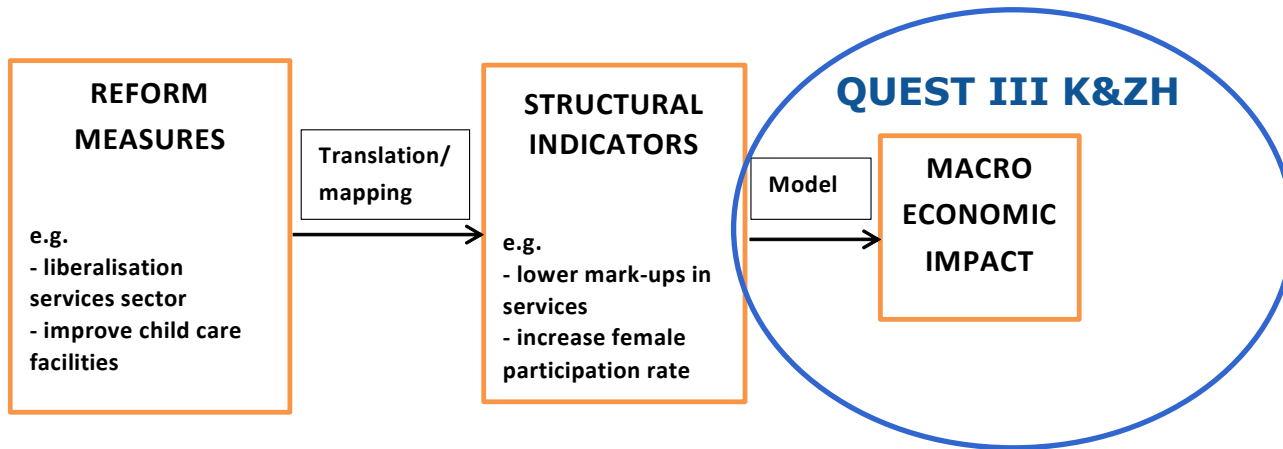 REFORM
MEASURES
e.g.
- liberalisation
services sector
- improve child care
facilities
Translation/
mapping
STRUCTURAL
INDICATORS
e.g.
- lower mark-ups in
services
- increase female
participation rate
QUEST III K&ZH
Model
MACRO
ECONOMIC
IMPACT